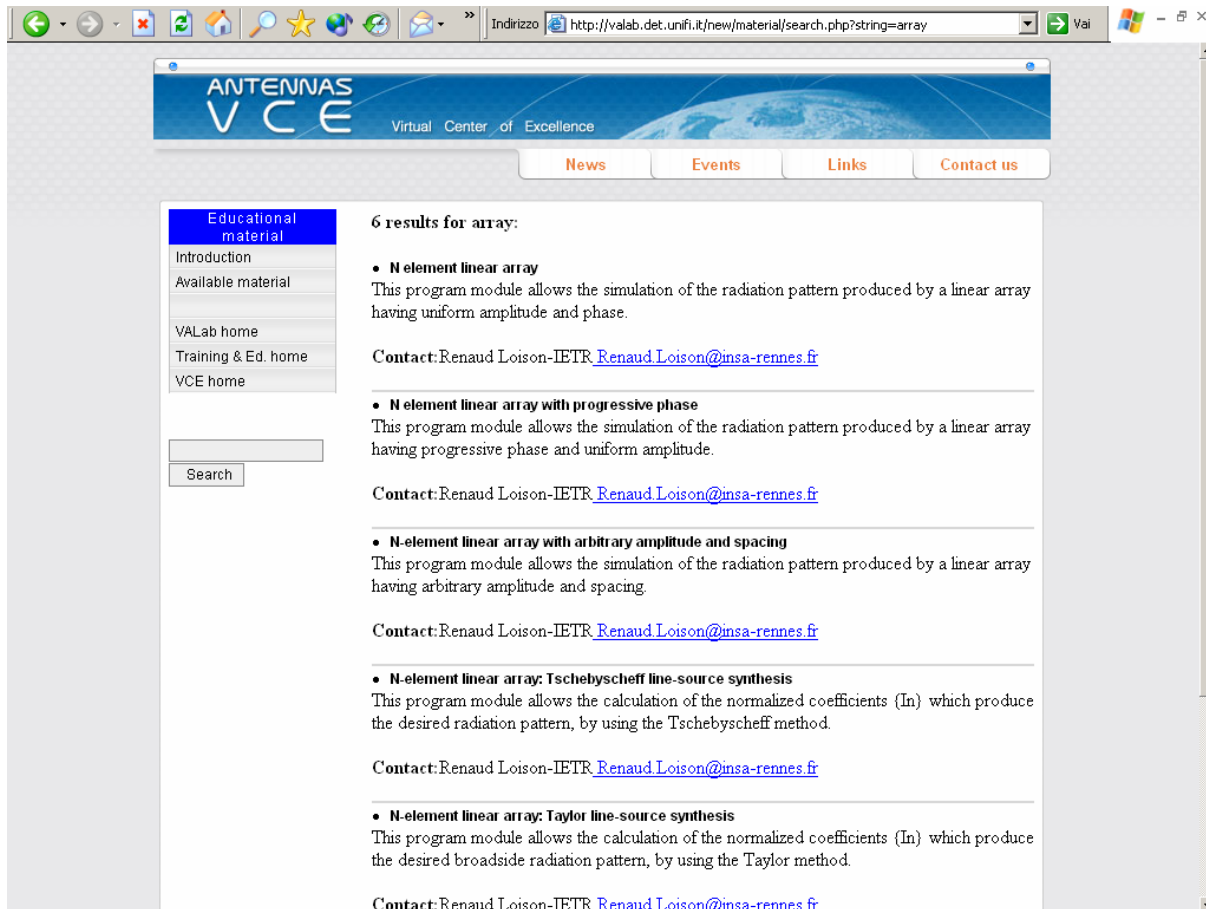 »
Indirizzo http://valab.det.unifi.it/new/material/search.php?string=array Vai
ANTENNAS
VCE
Virtual Center of Excellence
News Events Links Contact us
Educational
material
Introduction
Available material
VALab home
Training & Ed. home
VCE home
Search
6 results for array:
• N element linear array
This program module allows the simulation of the radiation pattern produced by a linear array
having uniform amplitude and phase.
Contact:Renaud Loison-IETR Renaud.Loison@insa-rennes.fr
• N element linear array with progressive phase
This program module allows the simulation of the radiation pattern produced by a linear array
having progressive phase and uniform amplitude.
Contact:Renaud Loison-IETR Renaud.Loison@insa-rennes.fr
• N-element linear array with arbitrary amplitude and spacing
This program module allows the simulation of the radiation pattern produced by a linear array
having arbitrary amplitude and spacing.
Contact:Renaud Loison-IETR Renaud.Loison@insa-rennes.fr
• N-element linear array: Tschebyscheff line-source synthesis
This program module allows the calculation of the normalized coefficients {In} which produce
the desired radiation pattern, by using the Tschebyscheff method.
Contact:Renaud Loison-IETR Renaud.Loison@insa-rennes.fr
• N-element linear array: Taylor line-source synthesis
This program module allows the calculation of the normalized coefficients {In} which produce
the desired broadside radiation pattern, by using the Taylor method.
Contact:Renaud Loison-IETR Renaud.Loison@insa-rennes.fr